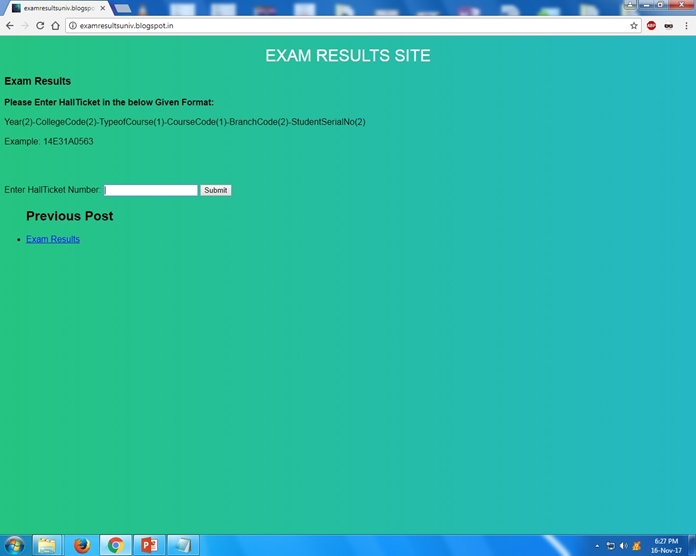 examresultsuniv.blogspo
examresultsuniv.blogspot.in
EXAM RESULTS SITE
Exam Results
Please Enter HallTicket in the below Given Format:
Year(2)-CollegeCode(2)-TypeofCourse(1)-CourseCode(1)-BranchCode(2)-StudentSerialNo(2)
Example: 14E31A0563
Enter HallTicket Number: Submit
Previous Post
Exam Results
6:27 PM
16-Nov-17